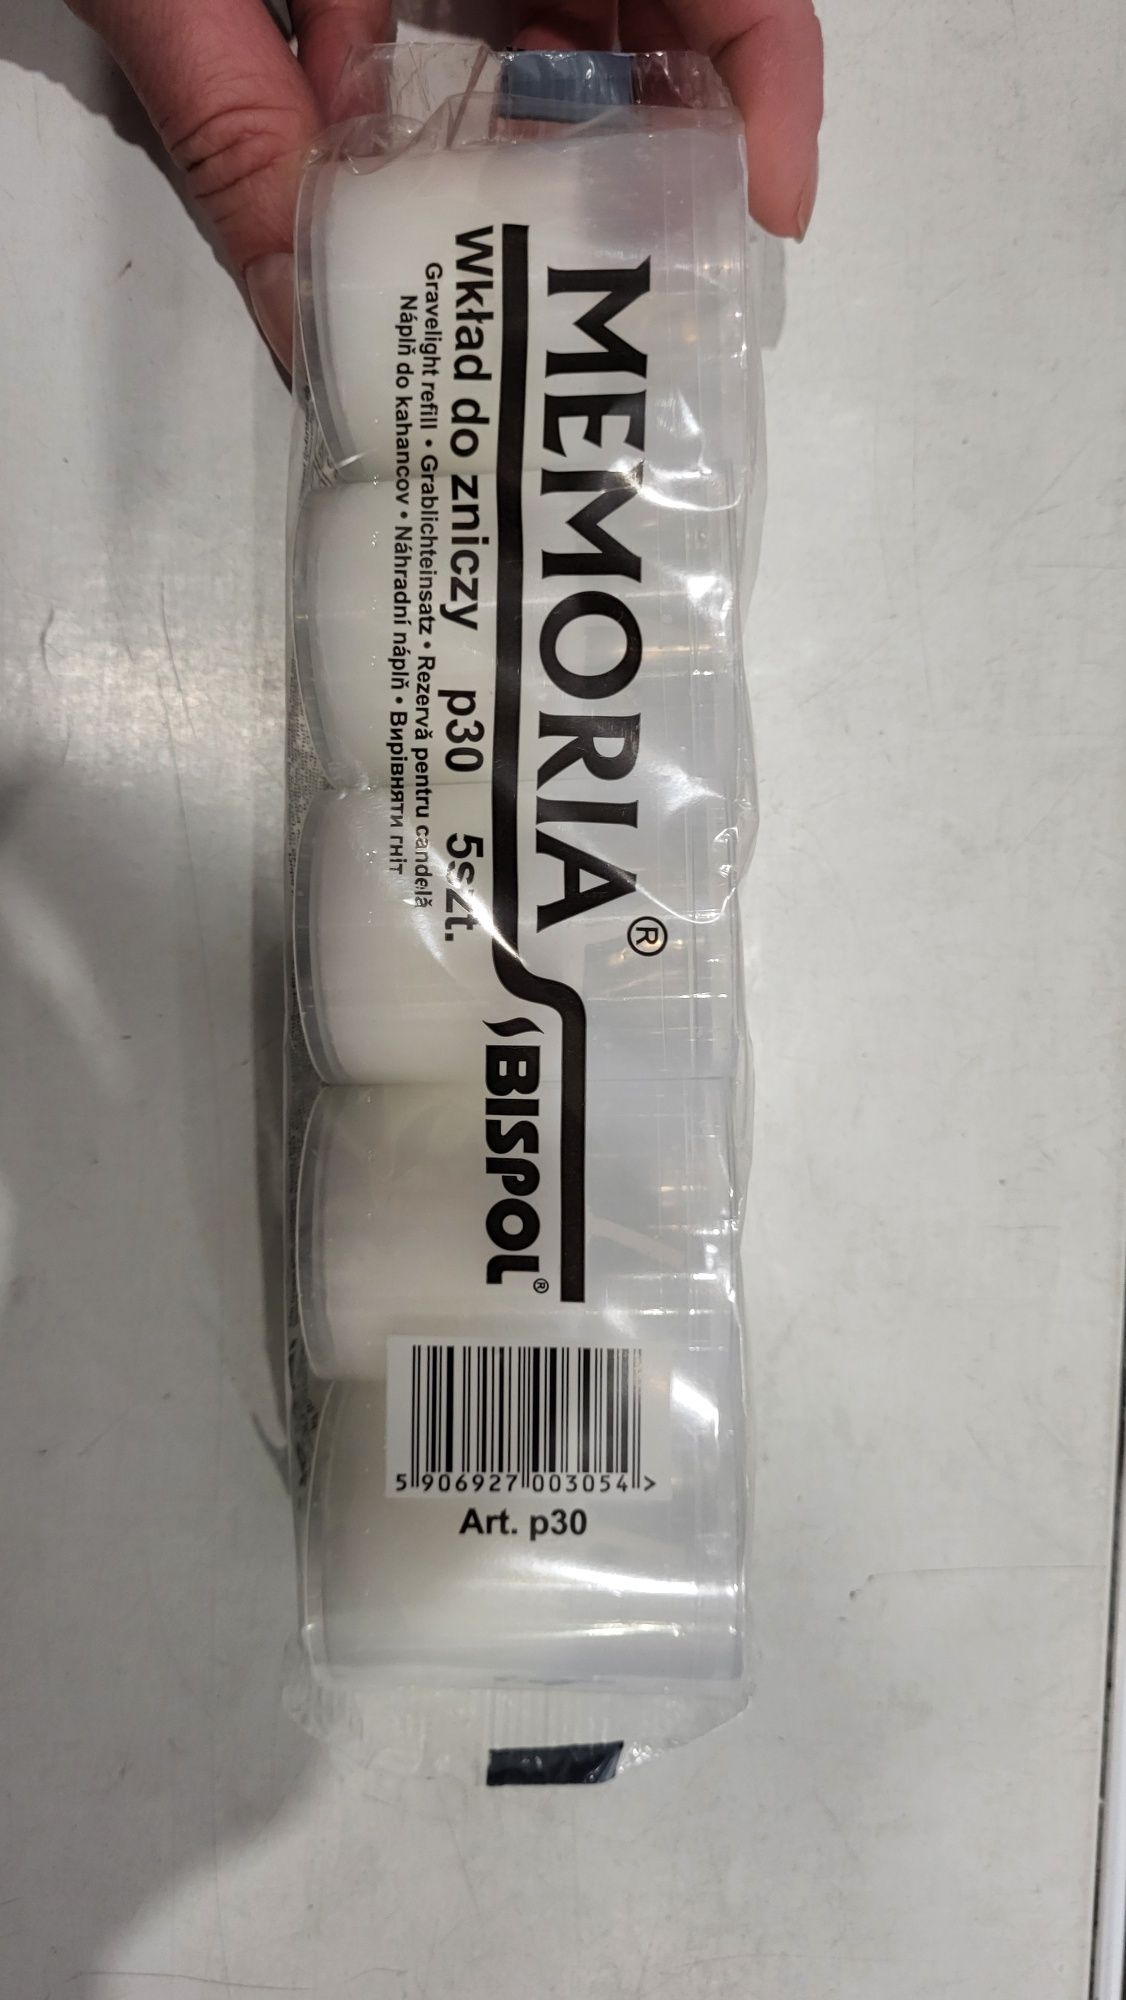 MEMORIA®
Wkład do zniczy p30 5szt.
Gravelight refill • Grablichteinsatz • Rezervă pentru candelă
Náplň do kahancov • Náhradní náplň • Вирівняти гніт
BISPOL®
5 906927 003054 >
Art. p30